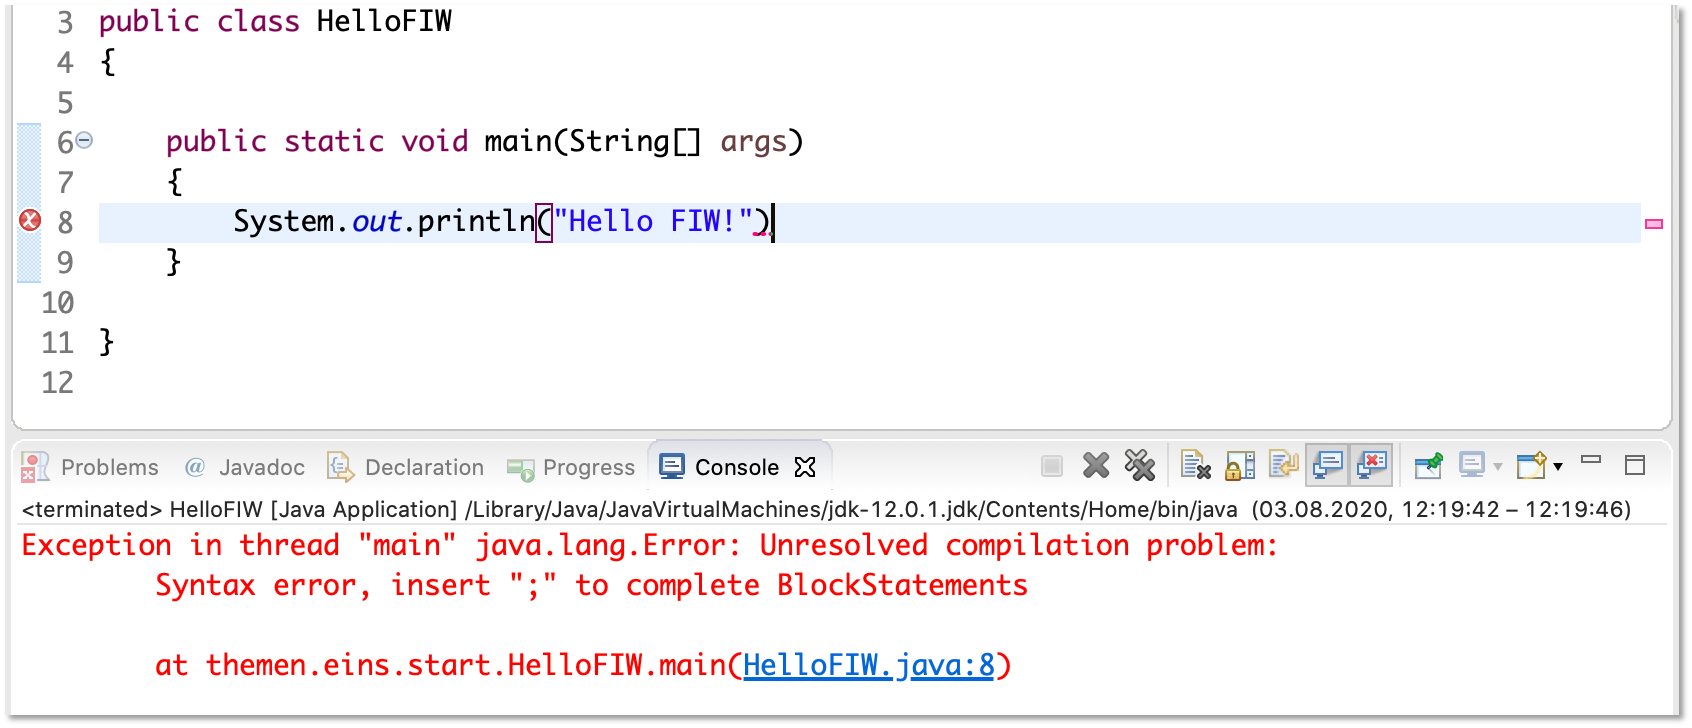 3 public class HelloFIW
4 {
5
6 public static void main(String[] args)
7 {
8 System.out.println("Hello FIW!")
9 }
10
11 }
12
Problems @ Javadoc Declaration Progress Console
<terminated> HelloFIW [Java Application] /Library/Java/JavaVirtualMachines/jdk-12.0.1.jdk/Contents/Home/bin/java (03.08.2020, 12:19:42 – 12:19:46)
Exception in thread "main" java.lang.Error: Unresolved compilation problem:
Syntax error, insert ";" to complete BlockStatements
at themen.eins.start.HelloFIW.main(HelloFIW.java:8)